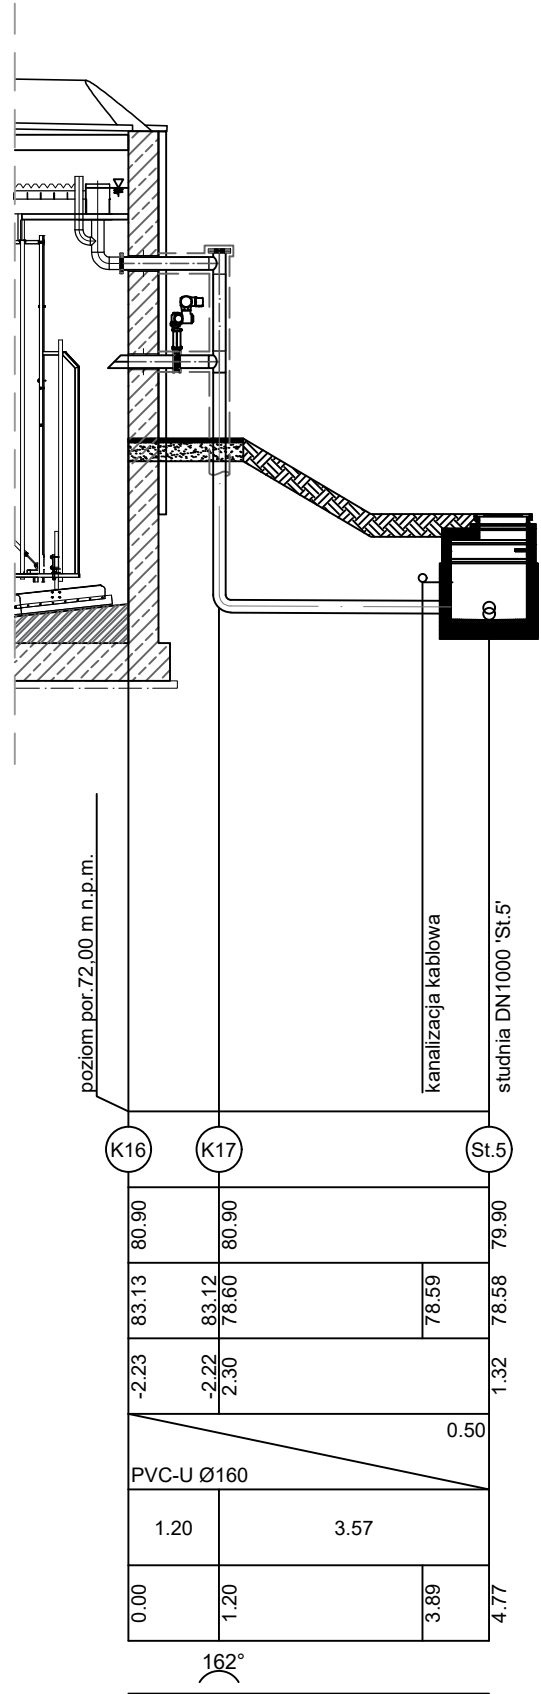 poziom por.72,00 m n.p.m.
kanalizacja kablowa
studnia DN1000 'St.5'
K16 K17 St.5
80.90 80.90 79.90
83.13 83.12 78.60 78.59 78.58
-2.23 -2.22 2.30 1.32
0.50
PVC-U Ø160
1.20 3.57
0.00 1.20 3.89 4.77
162°